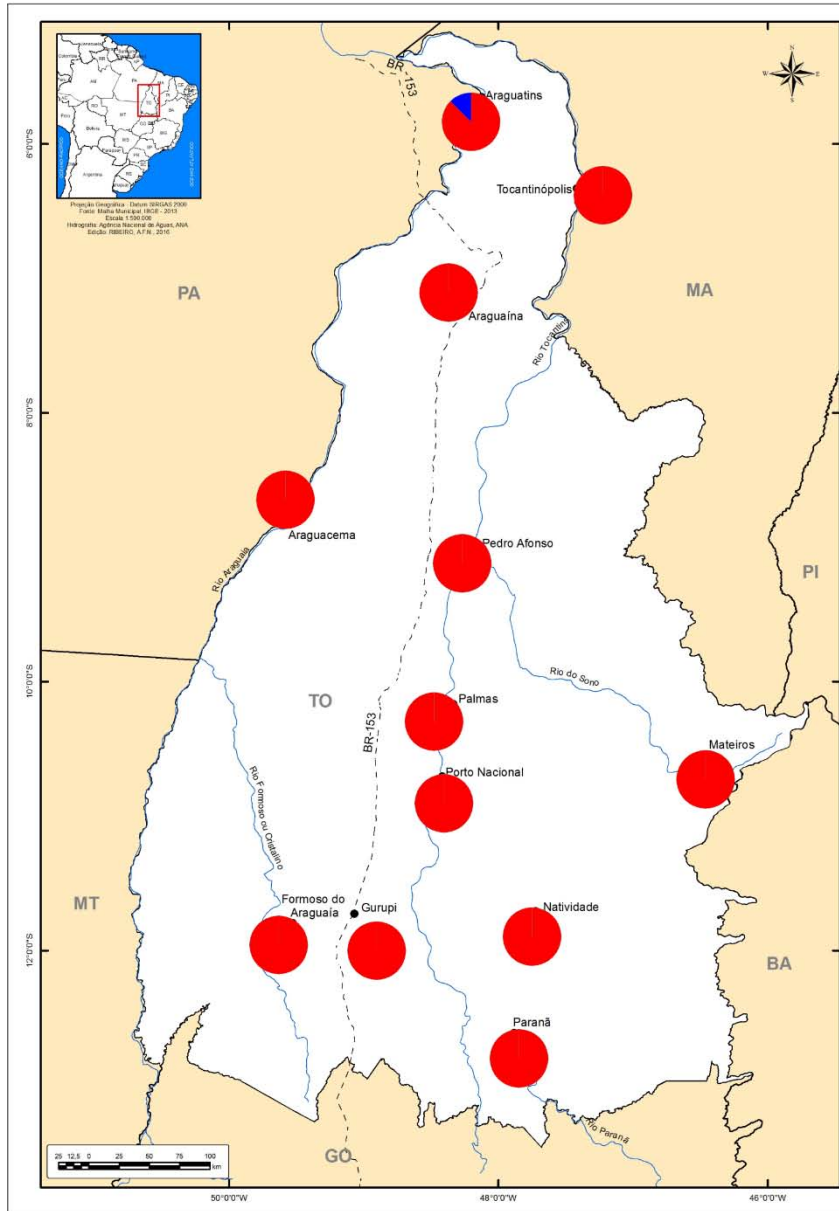 BR-153
Araguatins
N
W
E
S
6°0'0"S
Tocantinópolis
Projeção Geográfica - Datum SIRGAS 2000
Fonte: Malha Municipal, IBGE - 2013
Escala 1:500.000
Hidrografia: Agência Nacional de Águas, ANA
Edição: RIBEIRO, A.F.N., 2016
PA
MA
Araguaína
Rio Tocantins
8°0'0"S
Araguacema
Pedro Afonso
Rio Araguaia
PI
Rio do Sono
10°0'0"S
TO
Palmas
BR-153
Mateiros
Porto Nacional
Rio Formoso ou Cristalino
MT
Formoso do
Araguaía
Gurupi
Natividade
12°0'0"S
BA
Paranã
Rio Paranã
GO
25 12,5 0 25 50 75 100
km
50°0'0"W
48°0'0"W
46°0'0"W